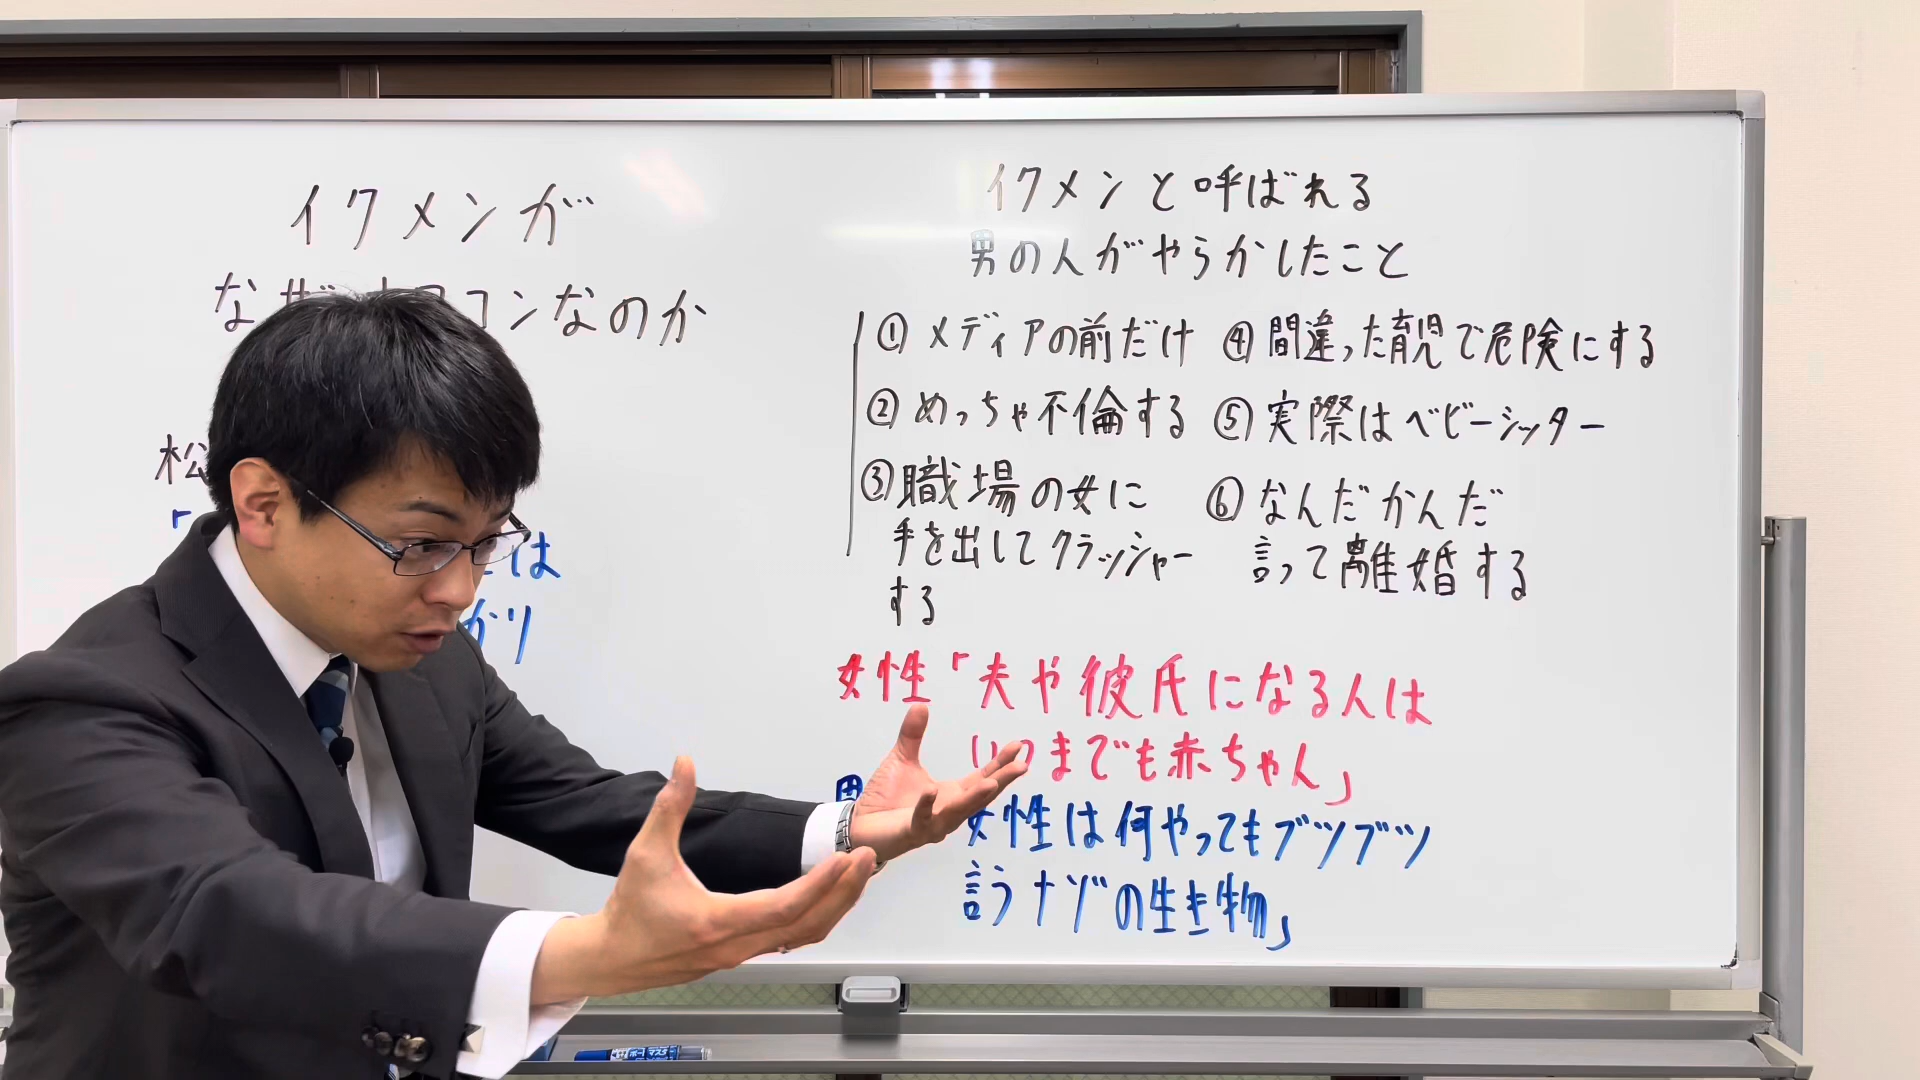 イクメンが
なぜ コンなのか
松
「
は
かり
イクメンと呼ばれる
男の人がやらかしたこと
①メディアの前だけ
②めっちゃ不倫する
③職場の女に
手を出してクラッシャー
する
④間違った育児で危険にする
⑤実際はベビーシッター
⑥なんだかんだ
言って離婚する
女性「夫や彼氏になる人は
いつまでも赤ちゃん」
女性は何やってもブツブツ
言うナゾの生き物」